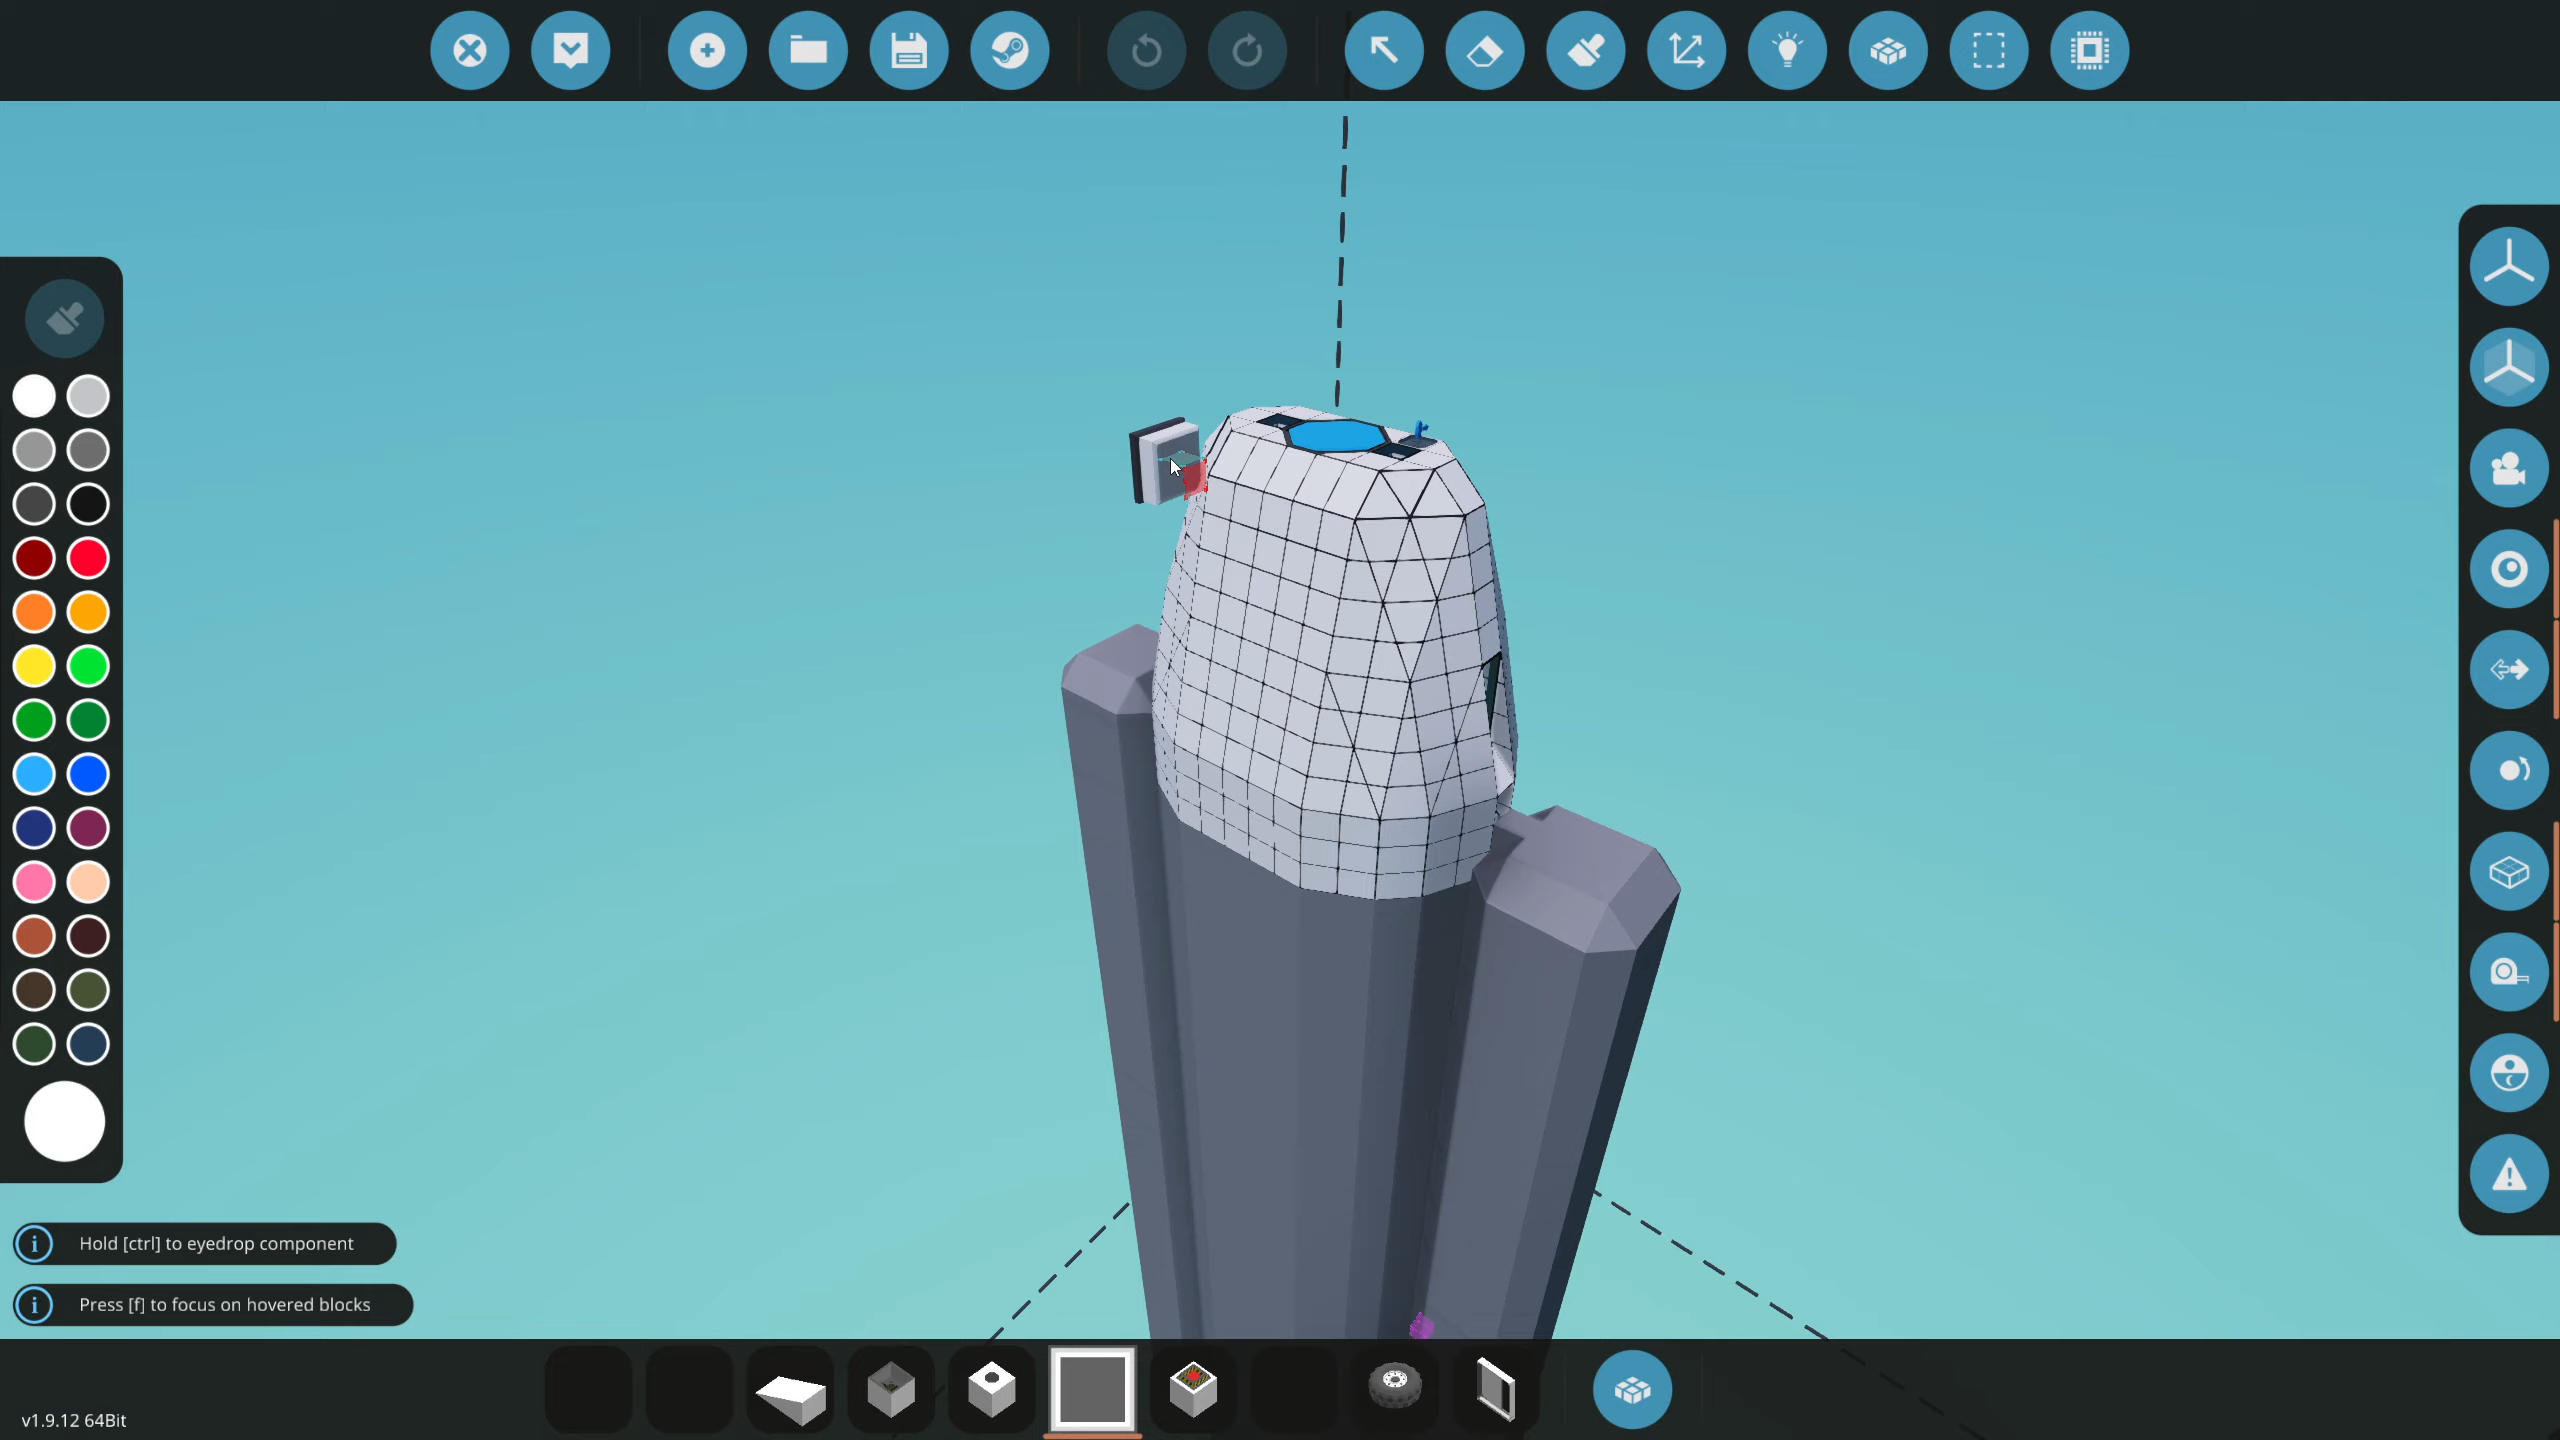 Hold [ctrl] to eyedrop component
Press [f] to focus on hovered blocks
v1.9.12 64Bit